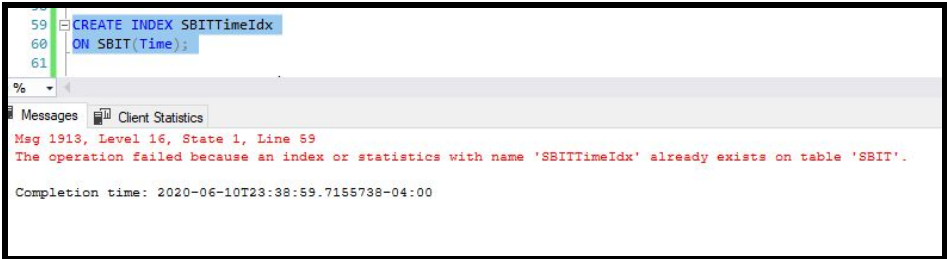 59 CREATE INDEX SBITTimeIdx
60 ON SBIT(Time);
61
%
Messages Client Statistics
Msg 1913, Level 16, State 1, Line 59
The operation failed because an index or statistics with name 'SBITTimeIdx' already exists on table 'SBIT'.
Completion time: 2020-06-10T23:38:59.7155738-04:00